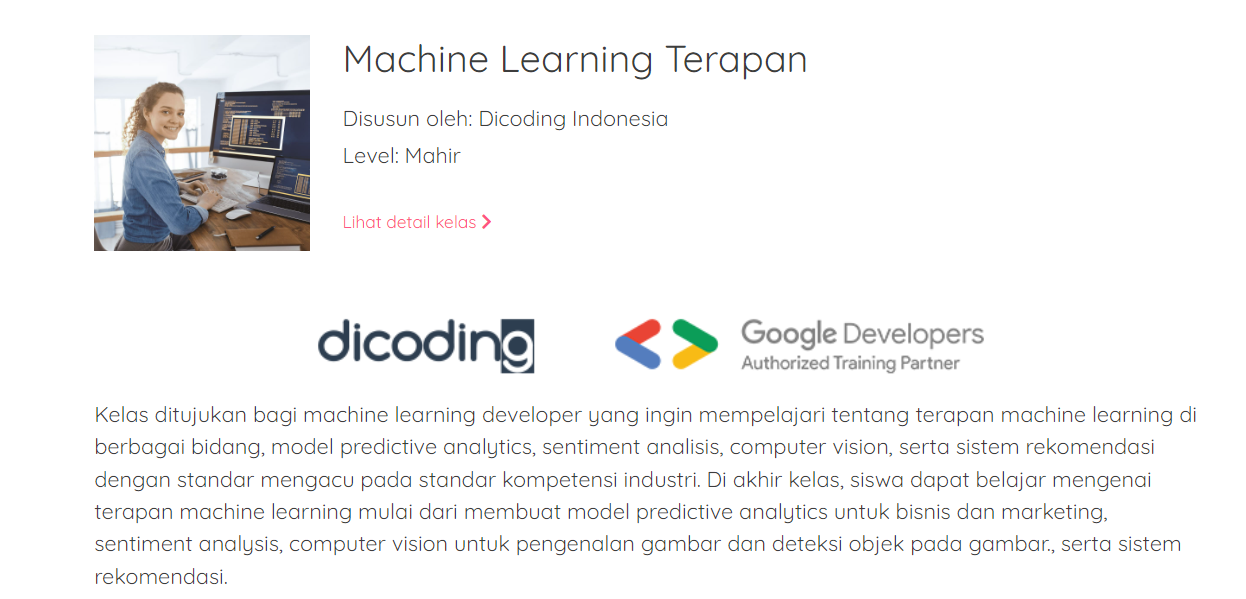 Machine Learning Terapan
Disusun oleh: Dicoding Indonesia
Level: Mahir
Lihat detail kelas
dicoding
Google Developers
Authorized Training Partner
Kelas ditujukan bagi machine learning developer yang ingin mempelajari tentang terapan machine learning di
berbagai bidang, model predictive analytics, sentiment analisis, computer vision, serta sistem rekomendasi
dengan standar mengacu pada standar kompetensi industri. Di akhir kelas, siswa dapat belajar mengenai
terapan machine learning mulai dari membuat model predictive analytics untuk bisnis dan marketing,
sentiment analysis, computer vision untuk pengenalan gambar dan deteksi objek pada gambar., serta sistem
rekomendasi.